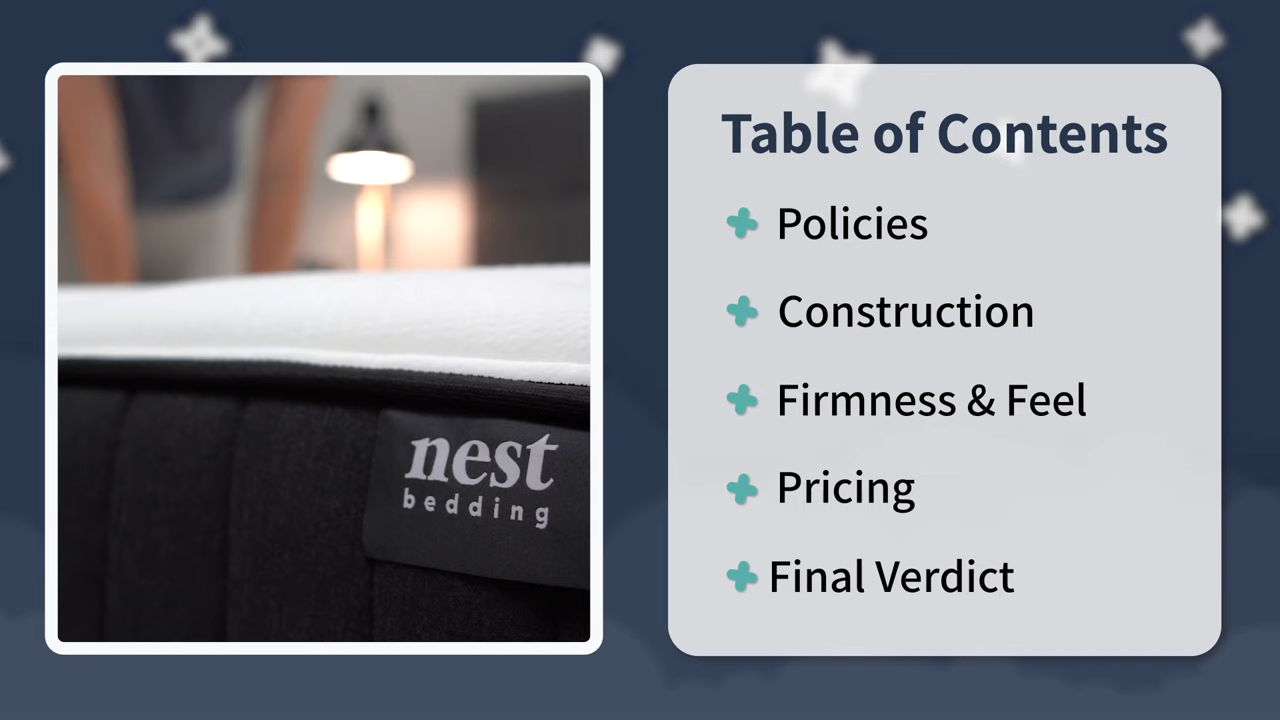 nest
bedding
Table of Contents
Policies
Construction
Firmness & Feel
Pricing
Final Verdict